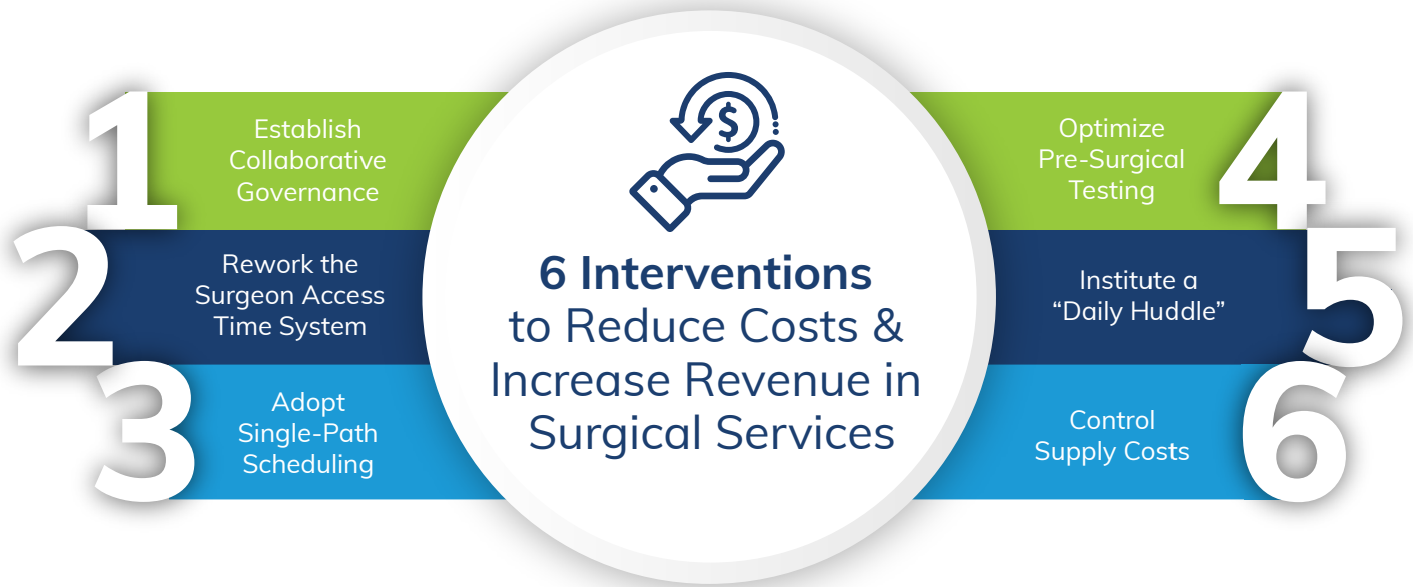 1
Establish
Collaborative
Governance
2
Rework the
Surgeon Access
Time System
3
Adopt
Single-Path
Scheduling
$
6 Interventions
to Reduce Costs &
Increase Revenue in
Surgical Services
4
Optimize
Pre-Surgical
Testing
5
Institute a
“Daily Huddle”
6
Control
Supply Costs